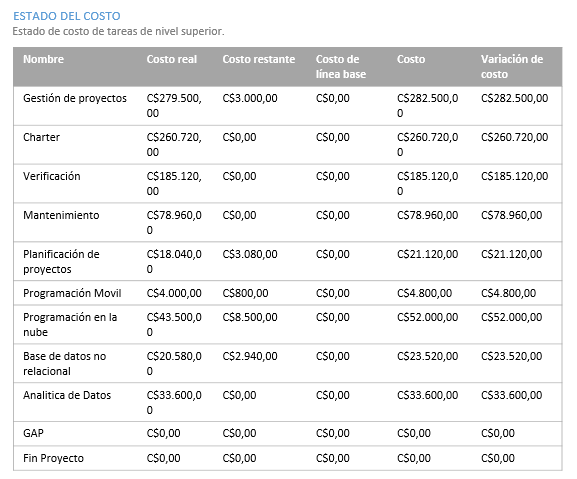 ESTADO DEL COSTO
Estado de costo de tareas de nivel superior.
Nombre Costo real Costo restante Costo de línea base Costo Variación de costo
Gestión de proyectos C$279.500,00 C$3.000,00 C$0,00 C$282.500,00 C$282.500,00
Charter C$260.720,00 C$0,00 C$0,00 C$260.720,00 C$260.720,00
Verificación C$185.120,00 C$0,00 C$0,00 C$185.120,00 C$185.120,00
Mantenimiento C$78.960,00 C$0,00 C$0,00 C$78.960,00 C$78.960,00
Planificación de proyectos C$18.040,00 C$3.080,00 C$0,00 C$21.120,00 C$21.120,00
Programación Movil C$4.000,00 C$800,00 C$0,00 C$4.800,00 C$4.800,00
Programación en la nube C$43.500,00 C$8.500,00 C$0,00 C$52.000,00 C$52.000,00
Base de datos no relacional C$20.580,00 C$2.940,00 C$0,00 C$23.520,00 C$23.520,00
Analitica de Datos C$33.600,00 C$0,00 C$0,00 C$33.600,00 C$33.600,00
GAP C$0,00 C$0,00 C$0,00 C$0,00 C$0,00
Fin Proyecto C$0,00 C$0,00 C$0,00 C$0,00 C$0,00